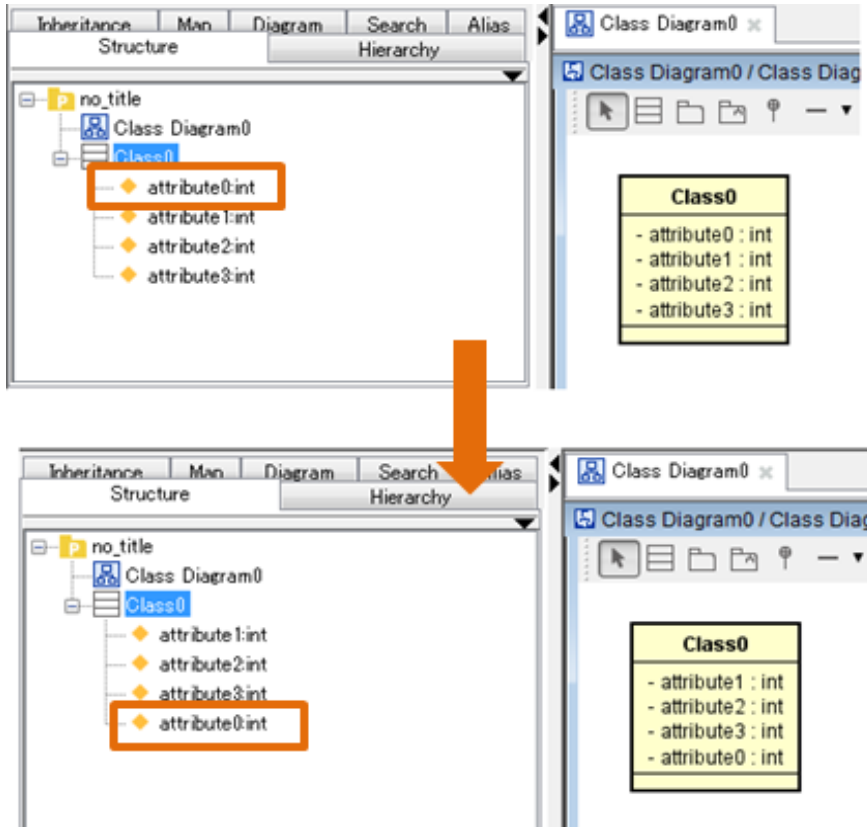 Inheritance Map Diagram Search Alias
Structure Hierarchy
no_title
Class Diagram0
Class0
attribute0:int
attribute1:int
attribute2:int
attribute3:int
Class Diagram0
Class Diagram0 / Class Diag
Class0
- attribute0 : int
- attribute1 : int
- attribute2 : int
- attribute3 : int
Inheritance Map Diagram Search Alias
Structure Hierarchy
no_title
Class Diagram0
Class0
attribute1:int
attribute2:int
attribute3:int
attribute0:int
Class Diagram0
Class Diagram0 / Class Diag
Class0
- attribute1 : int
- attribute2 : int
- attribute3 : int
- attribute0 : int